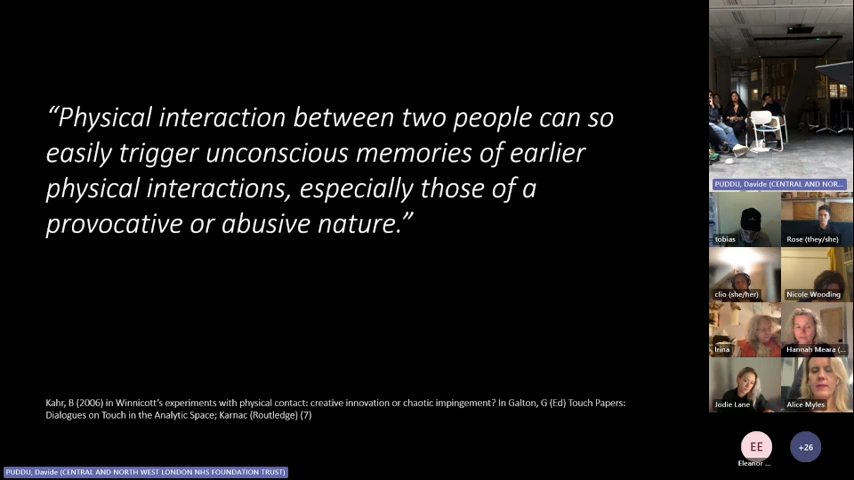 “Physical interaction between two people can so
easily trigger unconscious memories of earlier
physical interactions, especially those of a
provocative or abusive nature.”
Kahr, B (2006) in Winnicott’s experiments with physical contact: creative innovation or chaotic impingement? In Galton, G (Ed) Touch Papers:
Dialogues on Touch in the Analytic Space; Karnac (Routledge) (7)
PUDDU, Davide (CENTRAL AND NORTH WEST LONDON NHS FOUNDATION TRUST)
PUDDU, Davide (CENTRAL AND NOR...
tobias
Rose (they/she)
clio (she/her)
Nicole Wooding
Irina
Hannah Meara (...
Jodie Lane
Alice Myles
EE
+26
Eleanor ...